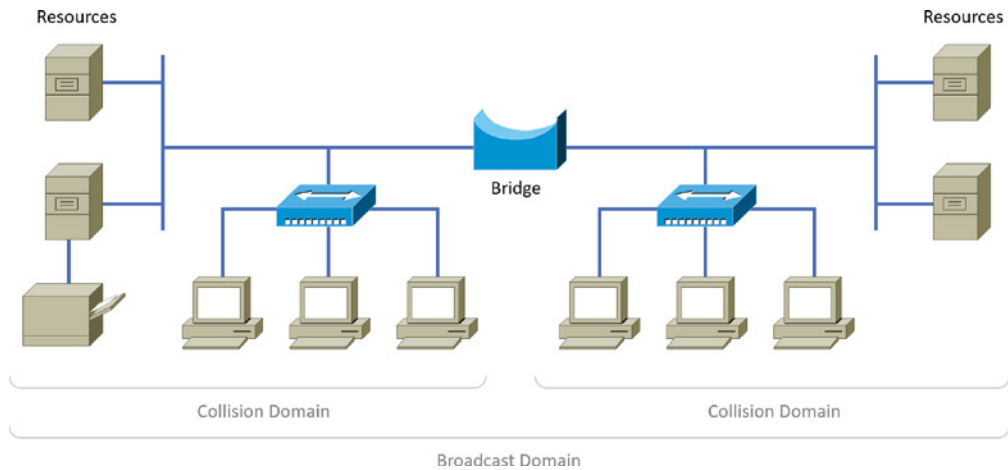 Resources
Resources
Bridge
Collision Domain
Collision Domain
Broadcast Domain